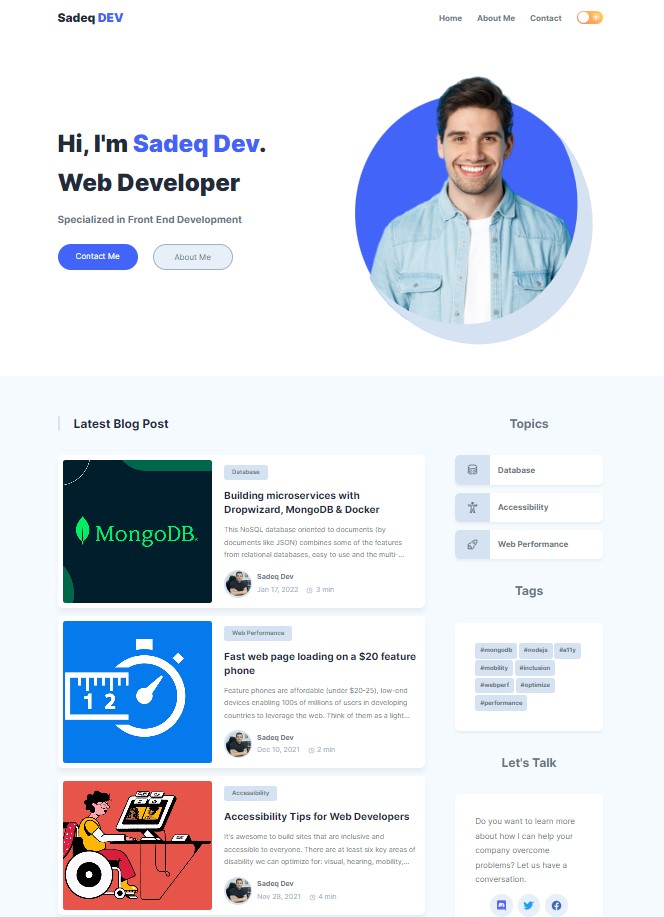 Sadeq DEV
Home
About Me
Contact
Hi, I'm Sadeq Dev.
Web Developer
Specialized in Front End Development
Contact Me
About Me
Latest Blog Post
MongoDB.
Database
Building microservices with
Dropwizard, MongoDB & Docker
This NoSQL database oriented to documents (by
documents like JSON) combines some of the features
from relational databases, easy to use and the multi-...
Sadeq Dev
Jan 17, 2022
3 min
1 2
Web Performance
Fast web page loading on a $20 feature
phone
Feature phones are affordable (under $20-25), low-end
devices enabling 100s of millions of users in developing
countries to leverage the web. Think of them as a light...
Sadeq Dev
Dec 10, 2021
2 min
Accessibility
Accessibility Tips for Web Developers
It's awesome to build sites that are inclusive and
accessible to everyone. There are at least six key areas of
disability we can optimize for: visual, hearing, mobility,...
Sadeq Dev
Nov 28, 2021
4 min
Topics
Database
Accessibility
Web Performance
Tags
#mongodb #nodejs #a11y
#mobility #inclusion
#webperf #optimize
#performance
Let's Talk
Do you want to learn more
about how I can help your
company overcome
problems? Let us have a
conversation.